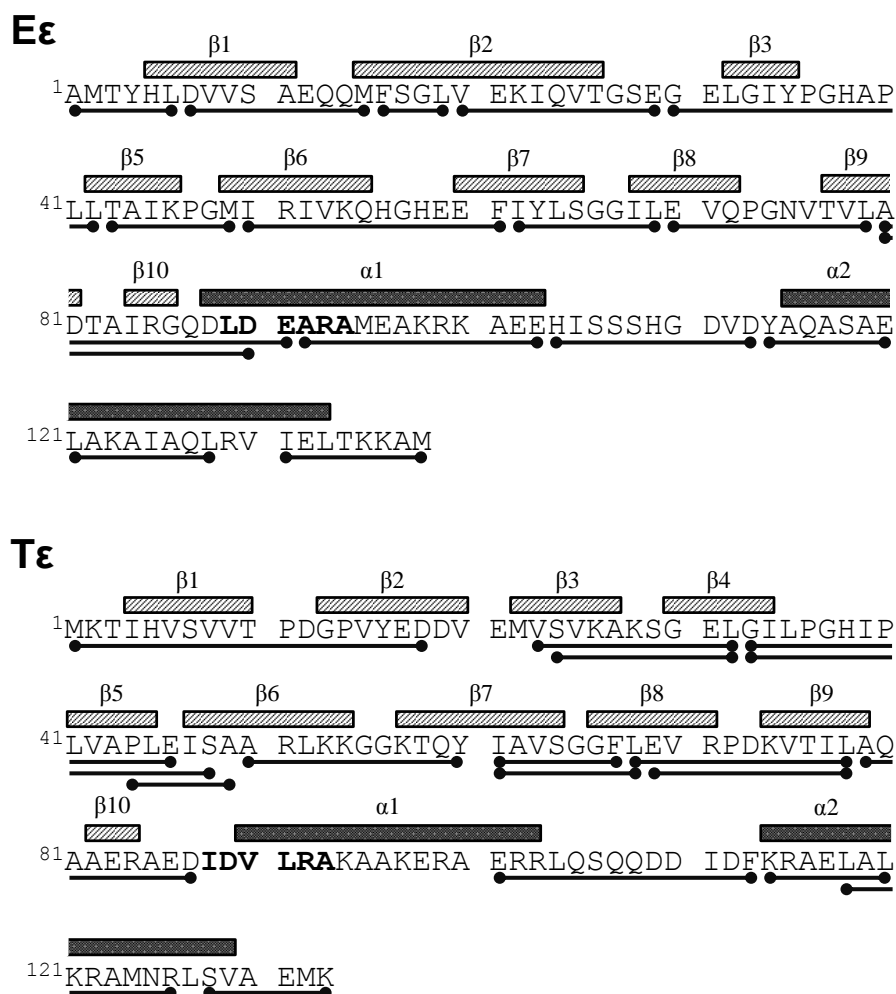 Eε
β1 β2 β3
1AMTYHLDVVS AEQQMFSGLV EKIQVTGSEG ELGIYPGHAP
β5 β6 β7 β8 β9
41LLTAIKPGMI RIVKQHGHEE FIYLSGGILE VQPGNVTVLA
β10 α1 α2
81DTAIRGQDLD EARAMEAKRK AEEHISSSHG DVDYAQASAE
121LAKAIAQLRV IELTKKAM
Tε
β1 β2 β3 β4
1MKTIHVSVVT PDGPVYEDDV EMVSVKAKSG ELGILPGHIP
β5 β6 β7 β8 β9
41LVAPLEISAA RLKKGGKTQY IAVSGGFLEV RPDKVTILAQ
β10 α1 α2
81AAERAEDIDV LRAKAAKERA ERRLQSQQDD IDFKRAELAL
121KRAMNRLSVA EMK